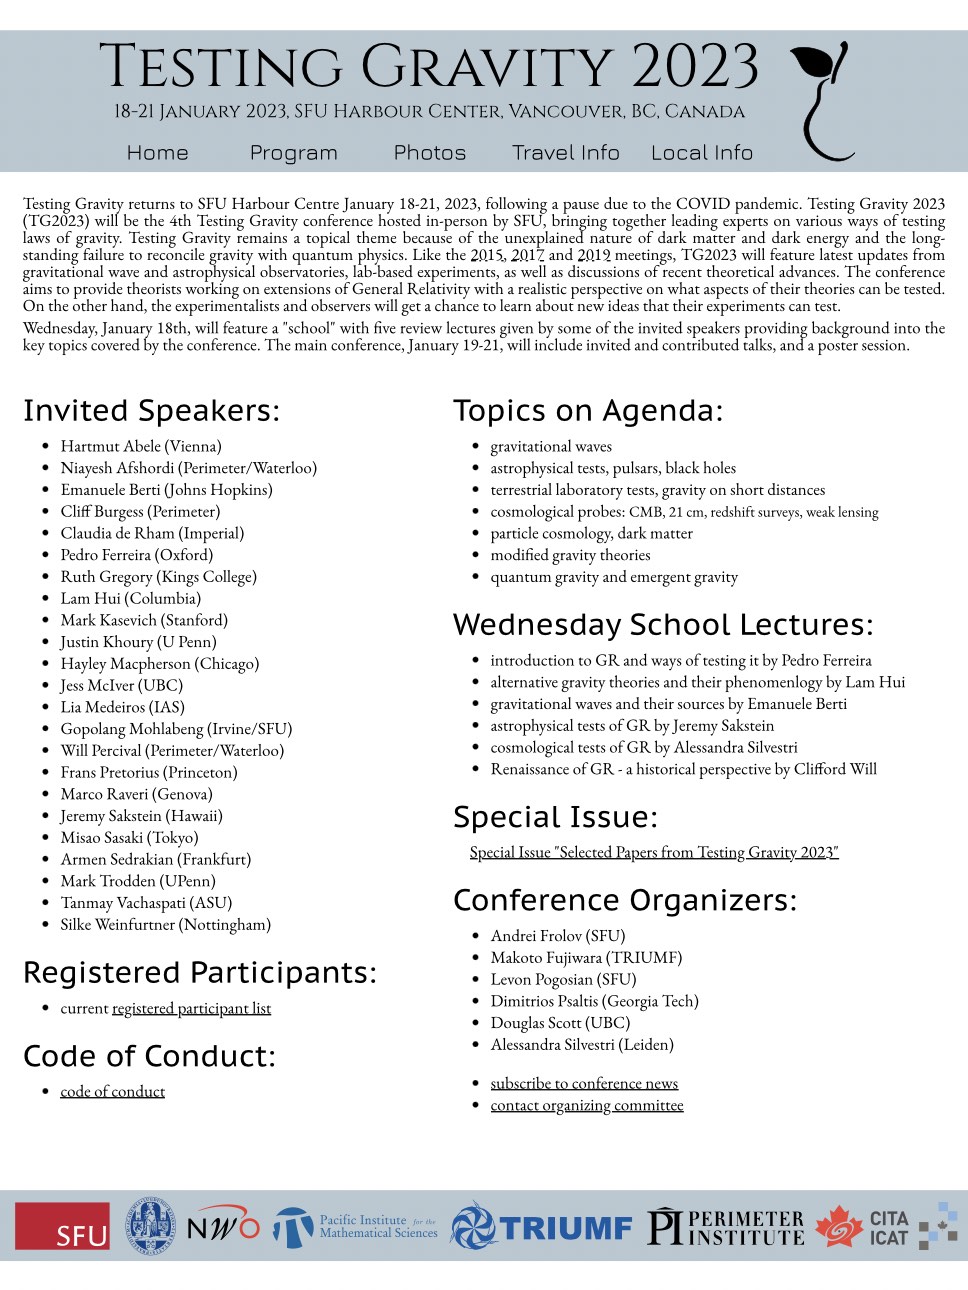 Testing Gravity 2023
18-21 January 2023, SFU Harbour Center, Vancouver, BC, Canada
Home Program Photos Travel Info Local Info
Testing Gravity returns to SFU Harbour Centre January 18-21, 2023, following a pause due to the COVID pandemic. Testing Gravity 2023
(TG2023) will be the 4th Testing Gravity conference hosted in-person by SFU, bringing together leading experts on various ways of testing
laws of gravity. Testing Gravity remains a topical theme because of the unexplained nature of dark matter and dark energy and the long-
standing failure to reconcile gravity with quantum physics. Like the 2015, 2017 and 2019 meetings, TG2023 will feature latest updates from
gravitational wave and astrophysical observatories, lab-based experiments, as well as discussions of recent theoretical advances. The conference
aims to provide theorists working on extensions of General Relativity with a realistic perspective on what aspects of their theories can be tested.
On the other hand, the experimentalists and observers will get a chance to learn about new ideas that their experiments can test.
Wednesday, January 18th, will feature a "school" with five review lectures given by some of the invited speakers providing background into the
key topics covered by the conference. The main conference, January 19-21, will include invited and contributed talks, and a poster session.
Invited Speakers:
• Hartmut Abele (Vienna)
• Niayesh Afshordi (Perimeter/Waterloo)
• Emanuele Berti (Johns Hopkins)
• Cliff Burgess (Perimeter)
• Claudia de Rham (Imperial)
• Pedro Ferreira (Oxford)
• Ruth Gregory (Kings College)
• Lam Hui (Columbia)
• Mark Kasevich (Stanford)
• Justin Khoury (U Penn)
• Hayley Macpherson (Chicago)
• Jess McIver (UBC)
• Lia Medeiros (IAS)
• Gopolang Mohlabeng (Irvine/SFU)
• Will Percival (Perimeter/Waterloo)
• Frans Pretorius (Princeton)
• Marco Raveri (Genova)
• Jeremy Sakstein (Hawaii)
• Misao Sasaki (Tokyo)
• Armen Sedrakian (Frankfurt)
• Mark Trodden (UPenn)
• Tanmay Vachaspati (ASU)
• Silke Weinfurtner (Nottingham)
Registered Participants:
• current registered participant list
Code of Conduct:
• code of conduct
Topics on Agenda:
• gravitational waves
• astrophysical tests, pulsars, black holes
• terrestrial laboratory tests, gravity on short distances
• cosmological probes: CMB, 21 cm, redshift surveys, weak lensing
• particle cosmology, dark matter
• modified gravity theories
• quantum gravity and emergent gravity
Wednesday School Lectures:
• introduction to GR and ways of testing it by Pedro Ferreira
• alternative gravity theories and their phenomenlogy by Lam Hui
• gravitational waves and their sources by Emanuele Berti
• astrophysical tests of GR by Jeremy Sakstein
• cosmological tests of GR by Alessandra Silvestri
• Renaissance of GR - a historical perspective by Clifford Will
Special Issue:
Special Issue "Selected Papers from Testing Gravity 2023"
Conference Organizers:
• Andrei Frolov (SFU)
• Makoto Fujiwara (TRIUMF)
• Levon Pogosian (SFU)
• Dimitrios Psaltis (Georgia Tech)
• Douglas Scott (UBC)
• Alessandra Silvestri (Leiden)
• subscribe to conference news
• contact organizing committee
SFU
NWO
Pacific Institute for the
Mathematical Sciences
TRIUMF
PI PERIMETER
INSTITUTE
CITA
ICAT